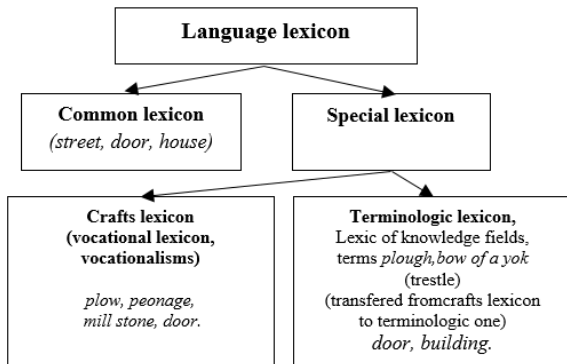 Language lexicon
Common lexicon
(street, door, house)
Special lexicon
Crafts lexicon
(vocational lexicon,
vocationalisms)
plow, peonage,
mill stone, door.
Terminologic lexicon,
Lexic of knowledge fields,
terms plough,bow of a yok
(trestle)
(transfered fromcrafts lexicon
to terminologic one)
door, building.